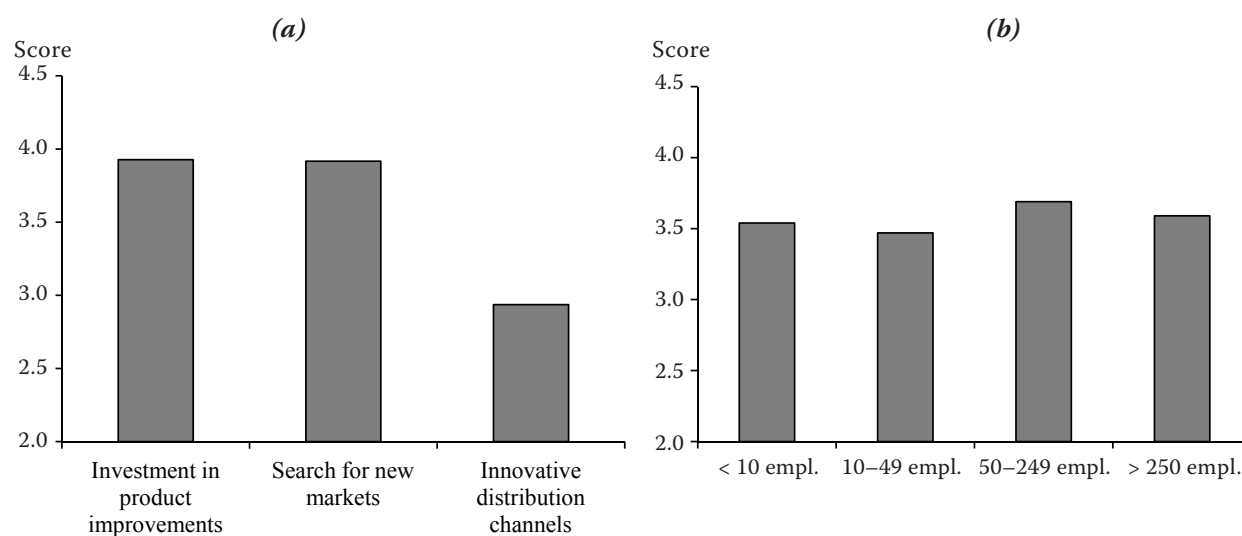 (a)
Score
4.5
4.0
3.5
3.0
2.5
2.0
Investment in
product
improvements
Search for new
markets
Innovative
distribution
channels
(b)
Score
4.5
4.0
3.5
3.0
2.5
2.0
< 10 empl.
10–49 empl.
50–249 empl.
> 250 empl.